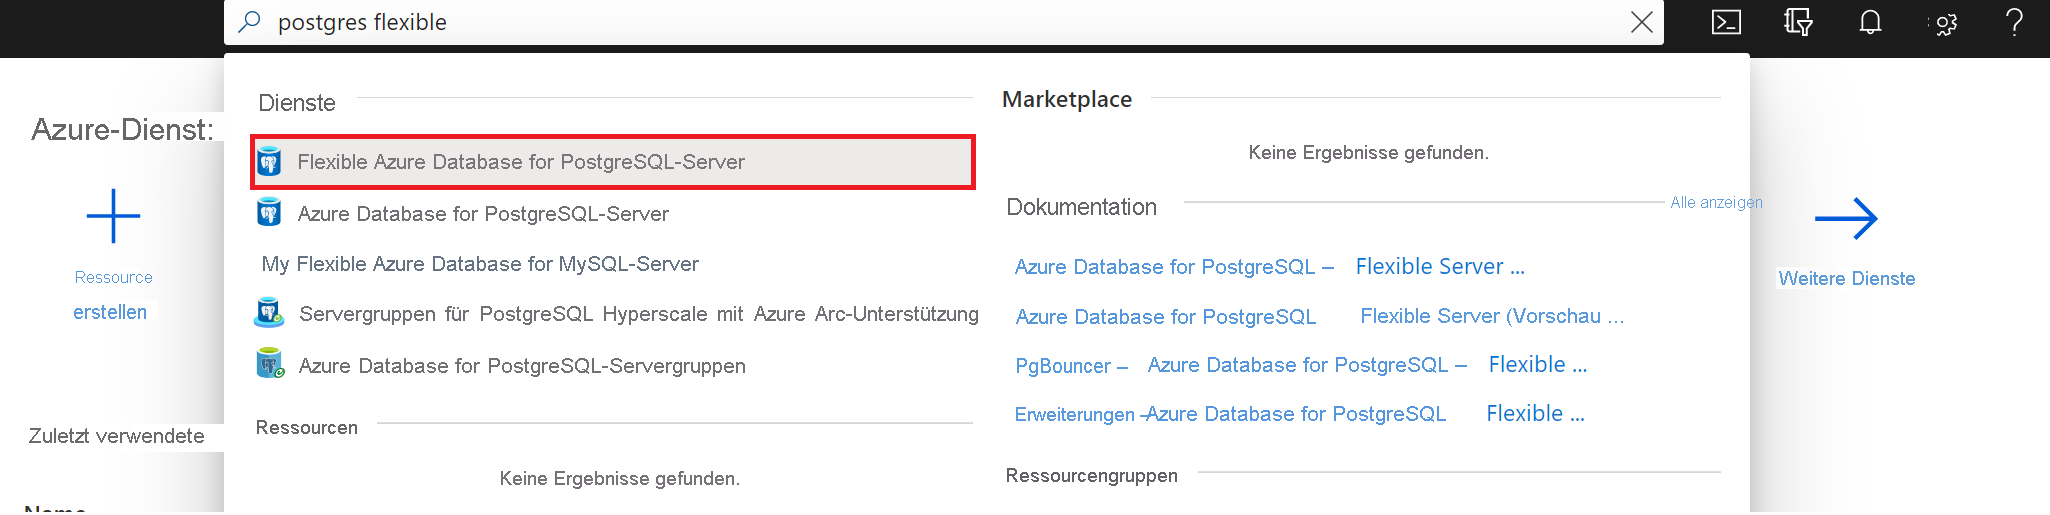 postgres flexible
Azure-Dienst:
Ressource
erstellen
Zuletzt verwendete
Name
Dienste
Flexible Azure Database for PostgreSQL-Server
Azure Database for PostgreSQL-Server
My Flexible Azure Database for MySQL-Server
Servergruppen für PostgreSQL Hyperscale mit Azure Arc-Unterstützung
Azure Database for PostgreSQL-Servergruppen
Ressourcen
Keine Ergebnisse gefunden.
Marketplace
Keine Ergebnisse gefunden.
Dokumentation
Alle anzeigen
Azure Database for PostgreSQL – Flexible Server ...
Azure Database for PostgreSQL Flexible Server (Vorschau ...
PgBouncer – Azure Database for PostgreSQL – Flexible ...
Erweiterungen –Azure Database for PostgreSQL Flexible ...
Ressourcengruppen
Weitere Dienste